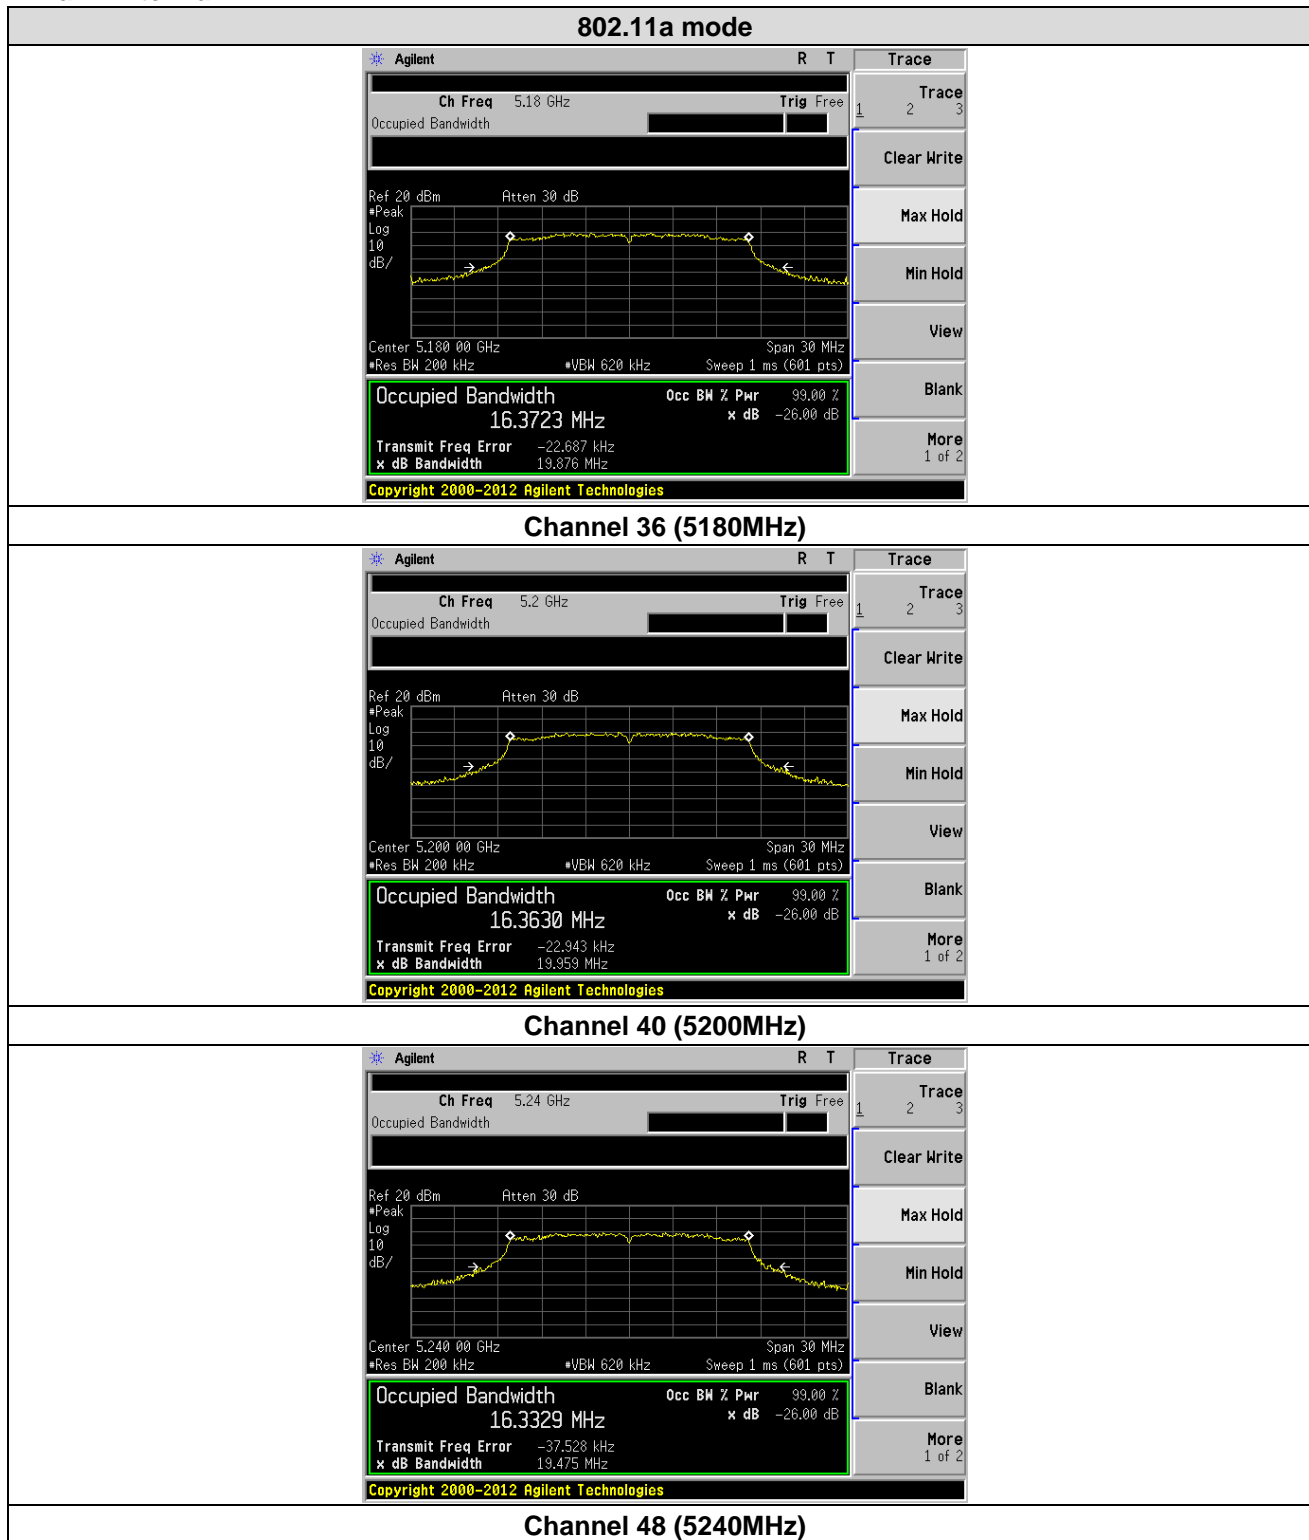 802.11a mode
Agilent R T Trace
Ch Freq 5.18 GHz Trig Free
Occupied Bandwidth
Trace
1 2 3
Clear Write
Ref 20 dBm Atten 30 dB
#Peak
Log
10
dB/
Max Hold
Min Hold
View
Center 5.180 00 GHz Span 30 MHz
#Res BW 200 kHz #VBW 620 kHz Sweep 1 ms (601 pts)
Occupied Bandwidth Occ BW % Pwr 99.00 %
16.3723 MHz x dB -26.00 dB
Transmit Freq Error -22.687 kHz
x dB Bandwidth 19.876 MHz
Blank
More
1 of 2
Copyright 2000-2012 Agilent Technologies
Channel 36 (5180MHz)
Agilent R T Trace
Ch Freq 5.2 GHz Trig Free
Occupied Bandwidth
Trace
1 2 3
Clear Write
Ref 20 dBm Atten 30 dB
#Peak
Log
10
dB/
Max Hold
Min Hold
View
Center 5.200 00 GHz Span 30 MHz
#Res BW 200 kHz #VBW 620 kHz Sweep 1 ms (601 pts)
Occupied Bandwidth Occ BW % Pwr 99.00 %
16.3630 MHz x dB -26.00 dB
Transmit Freq Error -22.943 kHz
x dB Bandwidth 19.959 MHz
Blank
More
1 of 2
Copyright 2000-2012 Agilent Technologies
Channel 40 (5200MHz)
Agilent R T Trace
Ch Freq 5.24 GHz Trig Free
Occupied Bandwidth
Trace
1 2 3
Clear Write
Ref 20 dBm Atten 30 dB
#Peak
Log
10
dB/
Max Hold
Min Hold
View
Center 5.240 00 GHz Span 30 MHz
#Res BW 200 kHz #VBW 620 kHz Sweep 1 ms (601 pts)
Occupied Bandwidth Occ BW % Pwr 99.00 %
16.3329 MHz x dB -26.00 dB
Transmit Freq Error -37.528 kHz
x dB Bandwidth 19.475 MHz
Blank
More
1 of 2
Copyright 2000-2012 Agilent Technologies
Channel 48 (5240MHz)